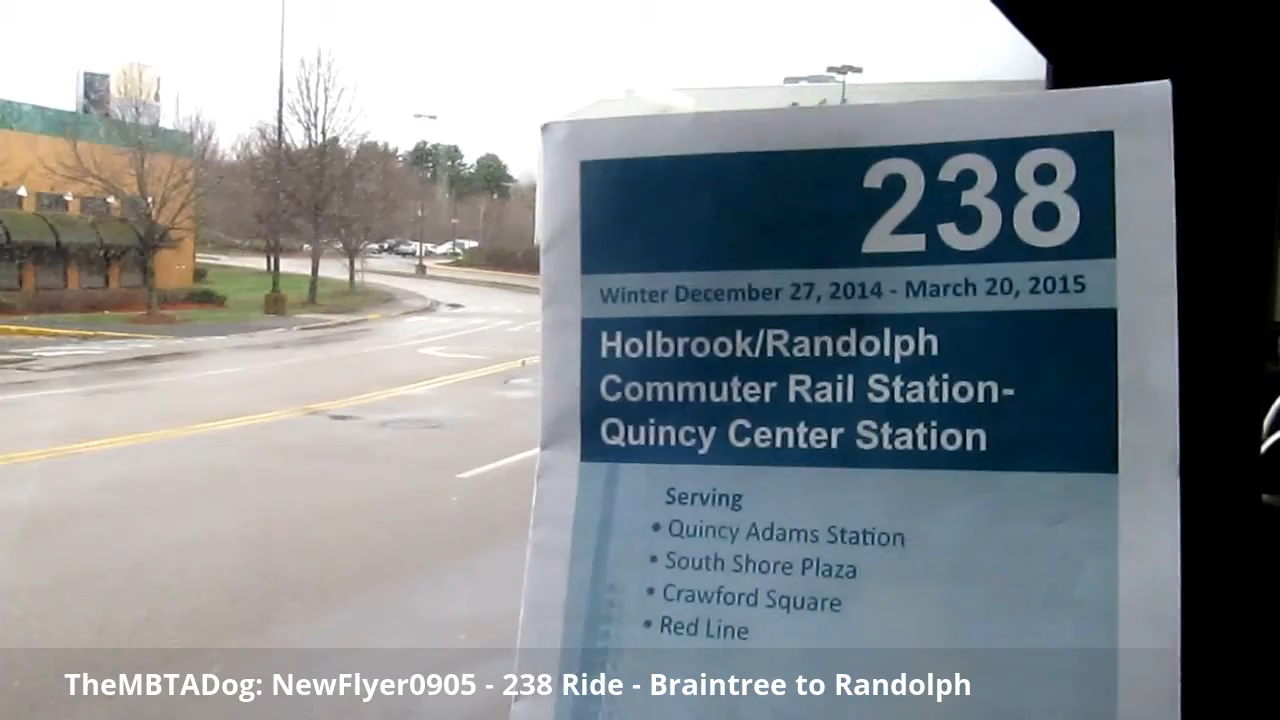 238
Winter December 27, 2014 - March 20, 2015
Holbrook/Randolph
Commuter Rail Station-
Quincy Center Station
Serving
• Quincy Adams Station
• South Shore Plaza
• Crawford Square
• Red Line
TheMBTADog: NewFlyer0905 - 238 Ride - Braintree to Randolph